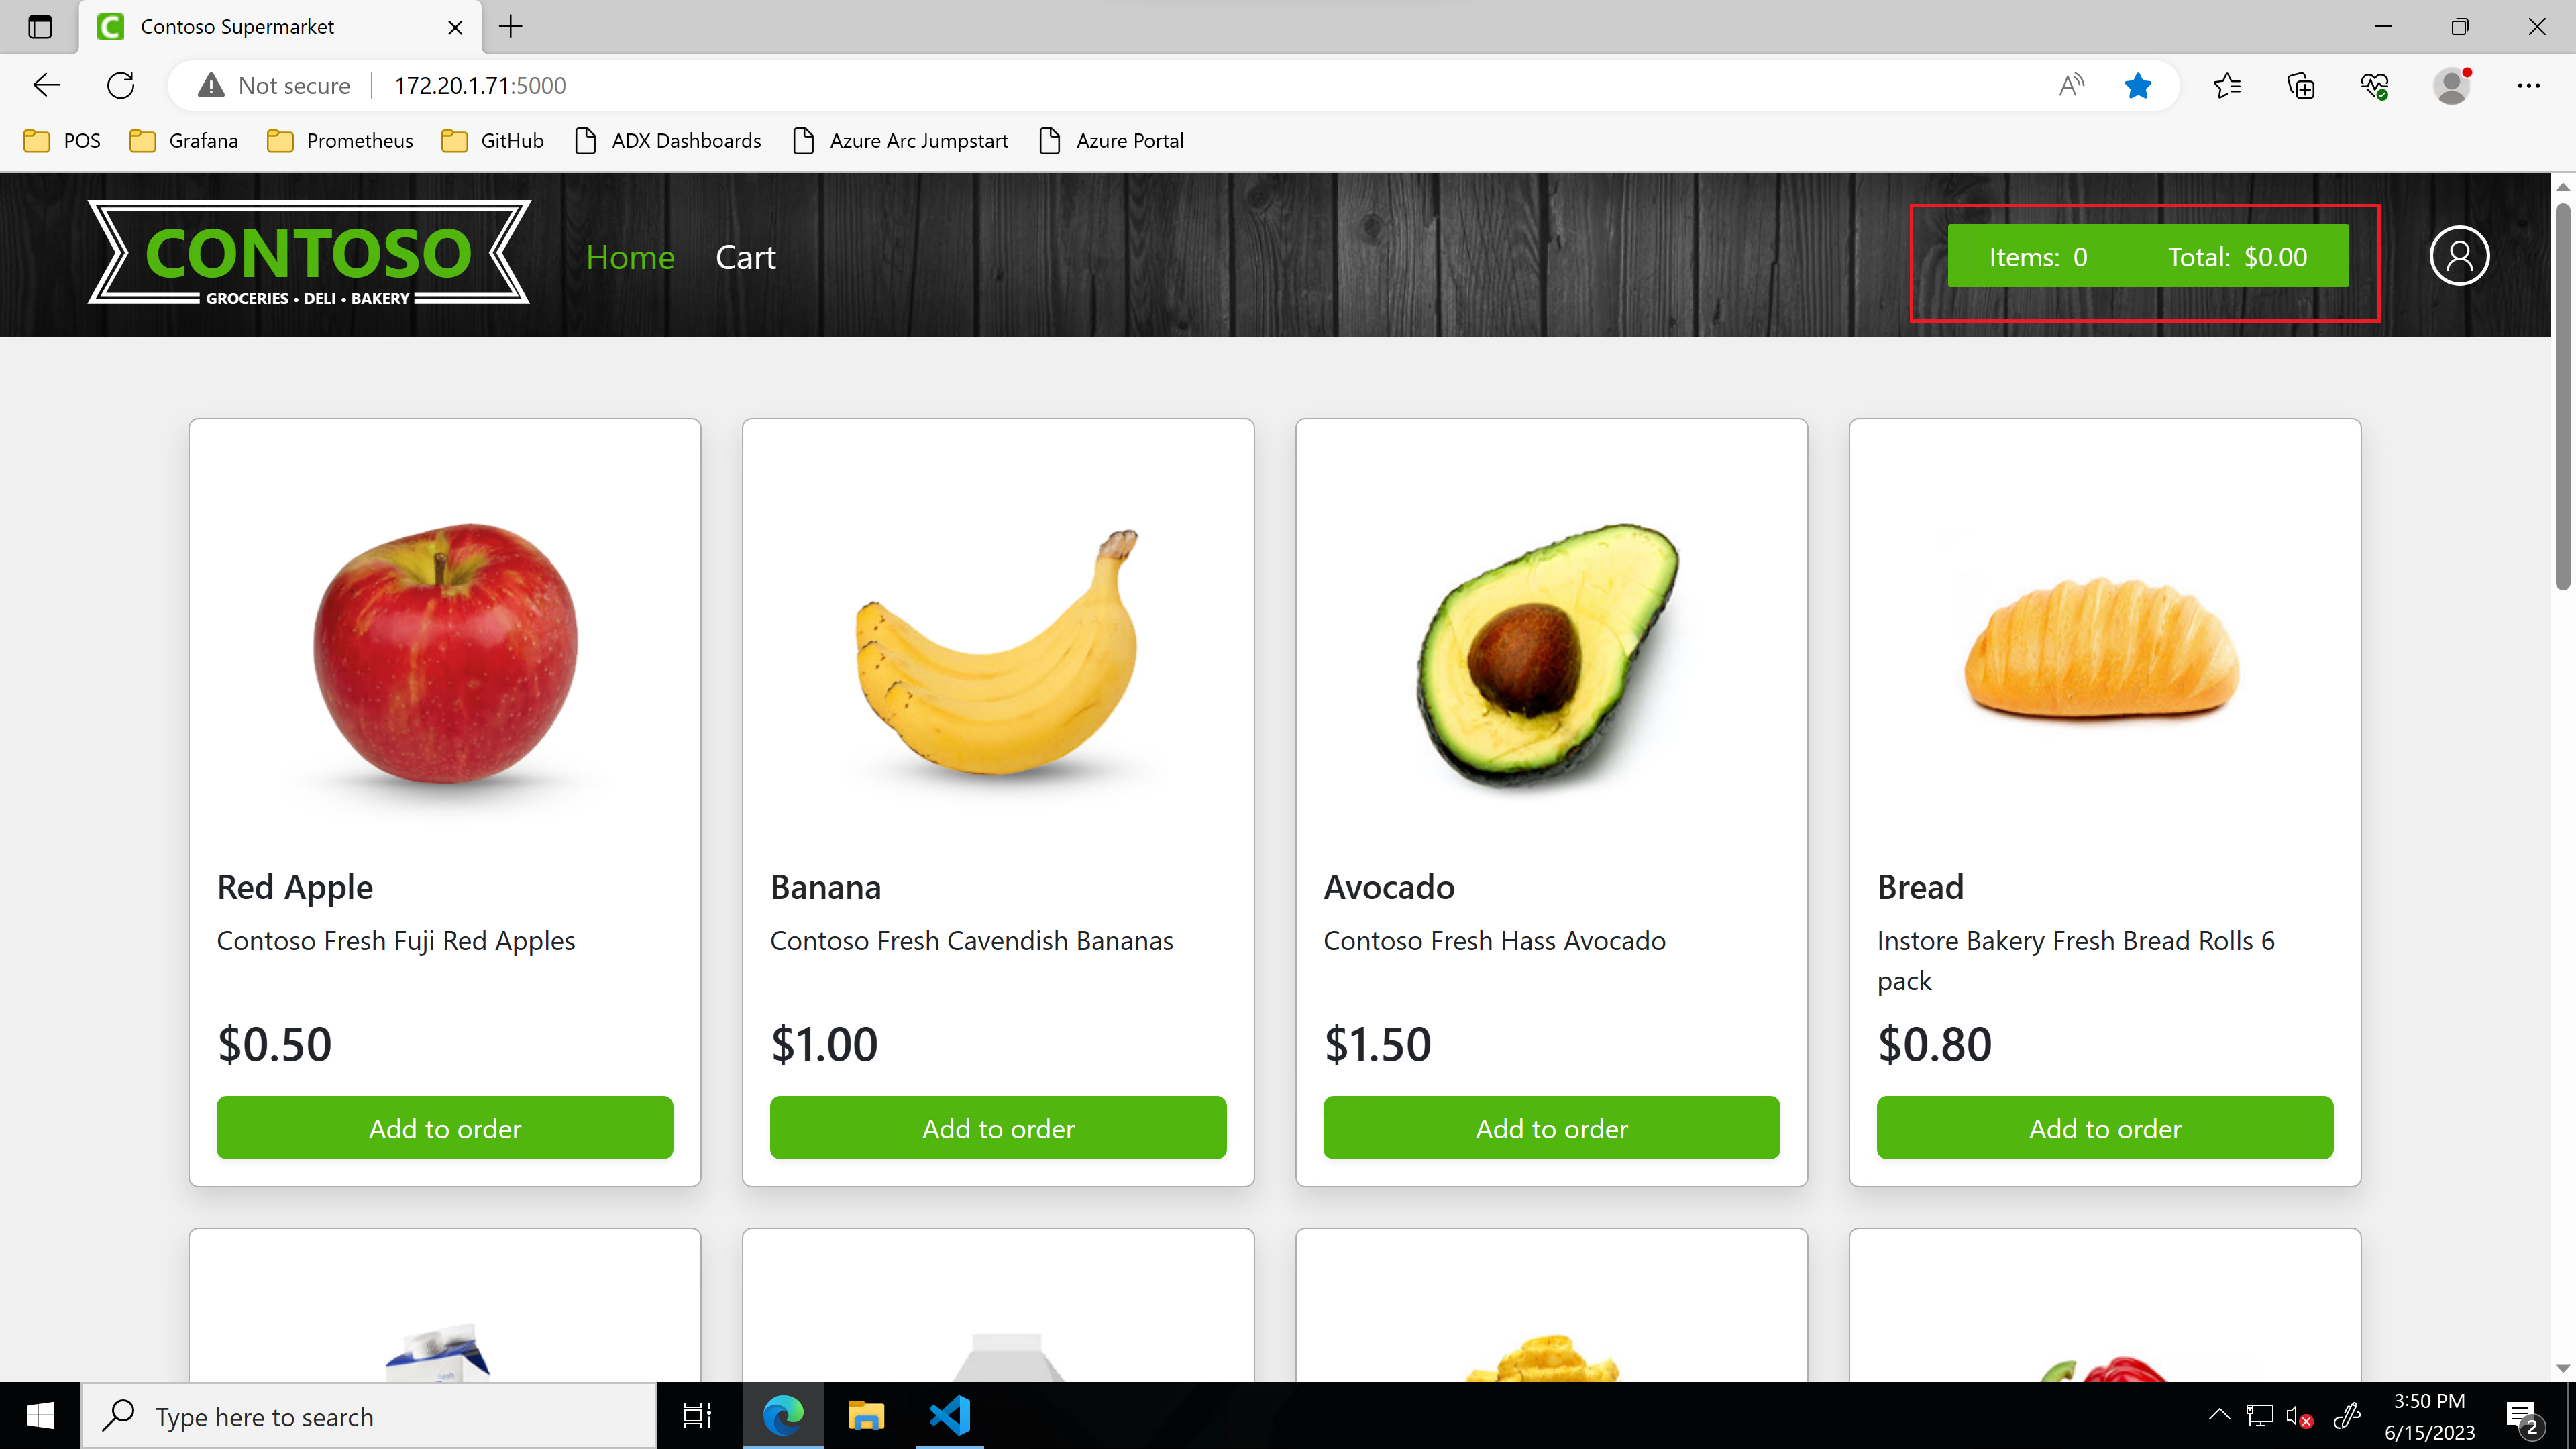 Contoso Supermarket
Not secure
172.20.1.71:5000
POS
Grafana
Prometheus
GitHub
ADX Dashboards
Azure Arc Jumpstart
Azure Portal
CONTOSO
GROCERIES • DELI • BAKERY
Home
Cart
Items: 0
Total: $0.00
Red Apple
Contoso Fresh Fuji Red Apples
$0.50
Add to order
Banana
Contoso Fresh Cavendish Bananas
$1.00
Add to order
Avocado
Contoso Fresh Hass Avocado
$1.50
Add to order
Bread
Instore Bakery Fresh Bread Rolls 6
pack
$0.80
Add to order
Type here to search
3:50 PM
6/15/2023
2